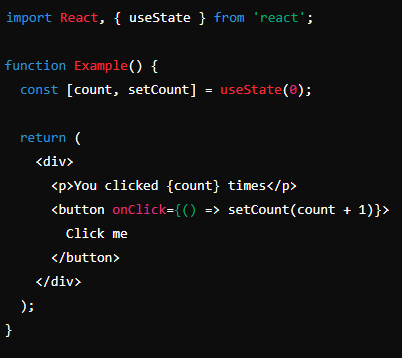 import React, { useState } from 'react';

function Example() {
  const [count, setCount] = useState(0);

  return (
    <div>
      <p>You clicked {count} times</p>
      <button onClick={() => setCount(count + 1)}>
        Click me
      </button>
    </div>
  );
}